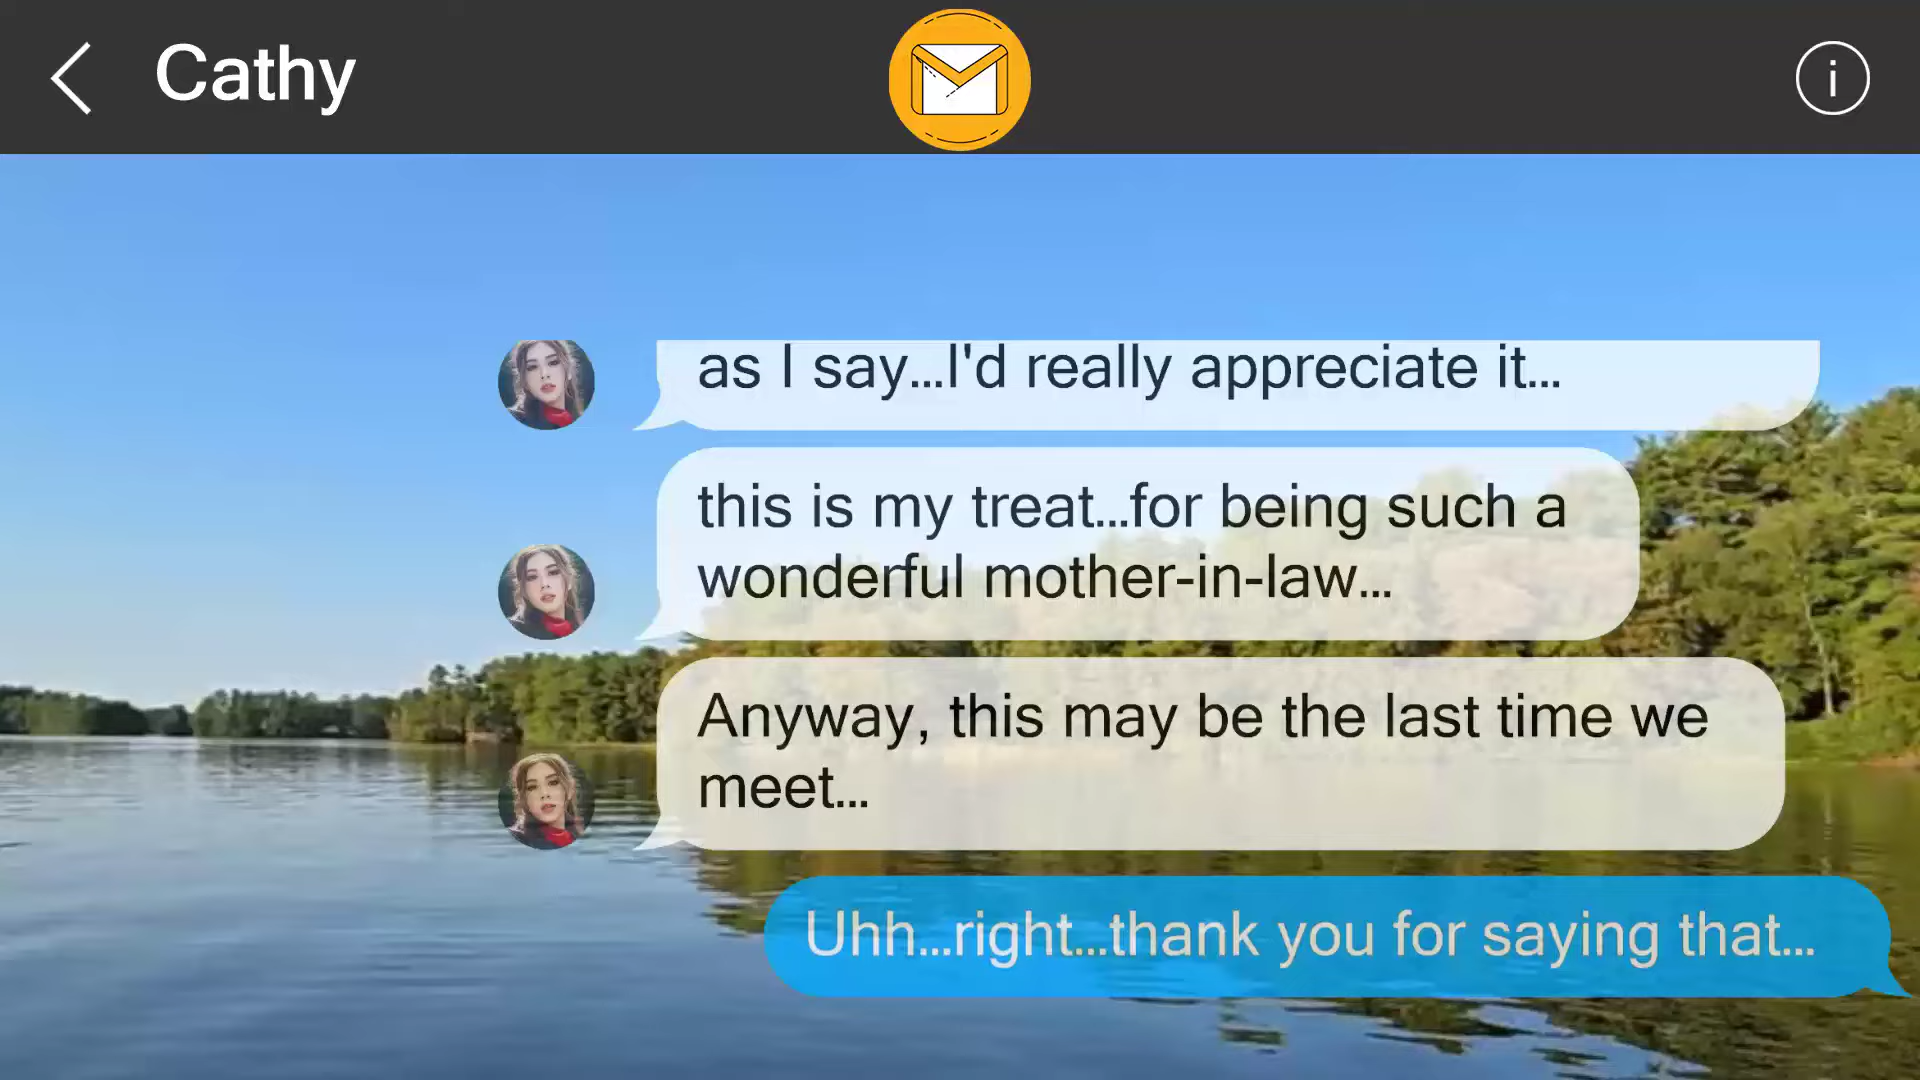 Cathy
i
as I say...I'd really appreciate it...
this is my treat...for being such a
wonderful mother-in-law...
Anyway, this may be the last time we
meet...
Uhh...right...thank you for saying that...